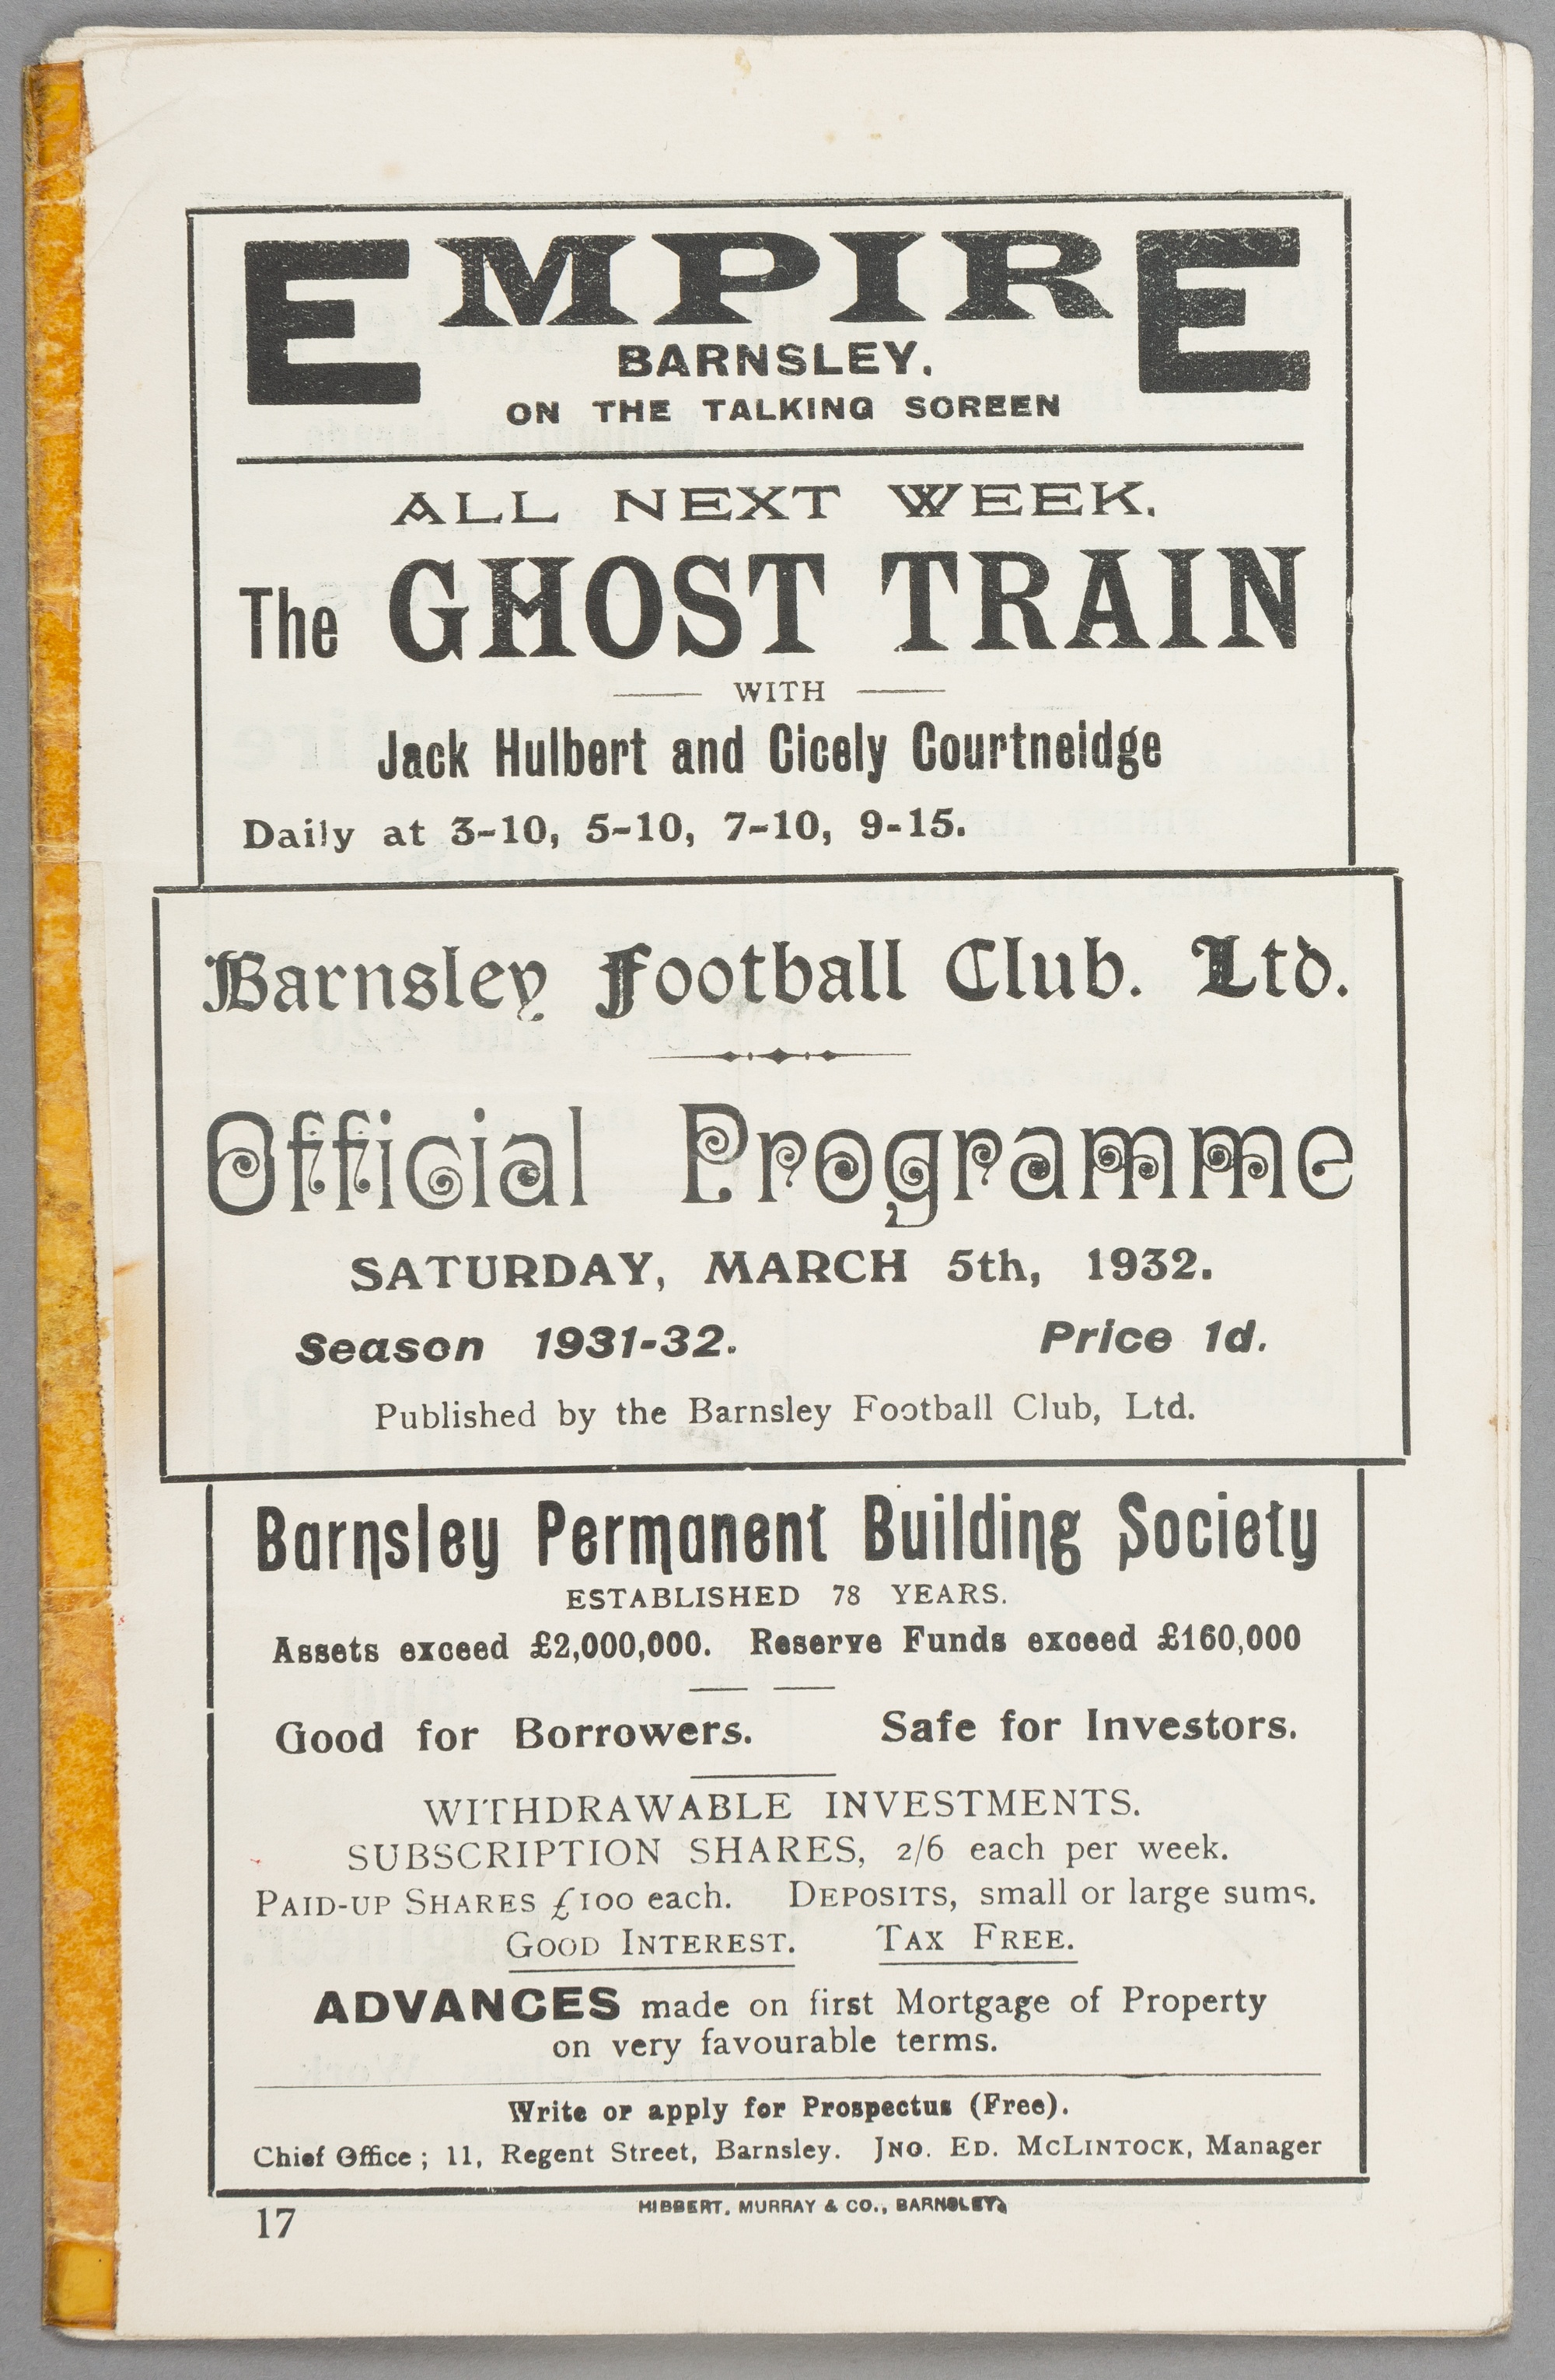 EMPIRE
BARNSLEY.
ON THE TALKING SCREEN
ALL NEXT WEEK.
The GHOST TRAIN
WITH
Jack Hulbert and Cicely Courtneidge
Daily at 3-10, 5-10, 7-10, 9-15.
Barnsley Football Club. Ltd.
Official Programme
SATURDAY, MARCH 5th, 1932.
Season 1931-32. Price 1d.
Published by the Barnsley Football Club, Ltd.
Barnsley Permanent Building Society
ESTABLISHED 78 YEARS.
Assets exceed £2,000,000. Reserve Funds exceed £160,000
Good for Borrowers. Safe for Investors.
WITHDRAWABLE INVESTMENTS.
SUBSCRIPTION SHARES, 2/6 each per week.
PAID-UP SHARES £100 each. DEPOSITS, small or large sums.
GOOD INTEREST. TAX FREE.
ADVANCES made on first Mortgage of Property
on very favourable terms.
Write or apply for Prospectus (Free).
Chief Office ; 11, Regent Street, Barnsley. JNO. ED. MCLINTOCK, Manager
HIBBERT, MURRAY & CO., BARNSLEY.
17